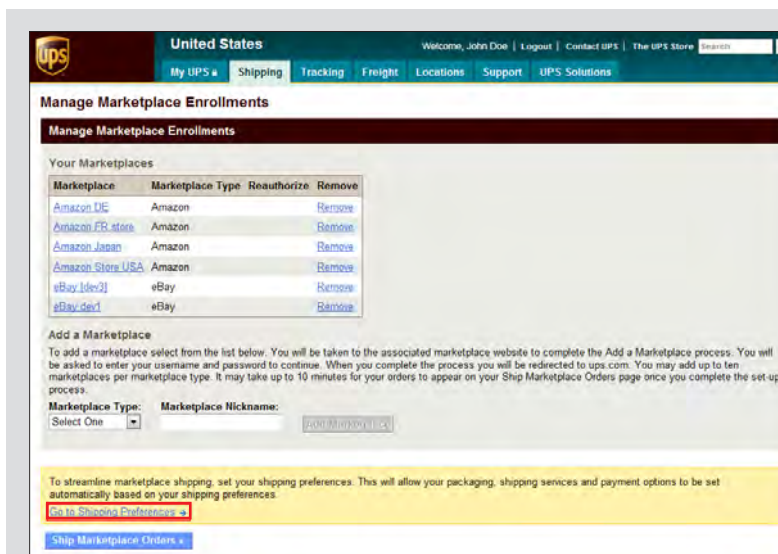 ups
United States
Welcome, John Doe | Logout | Contact UPS | The UPS Store Search
My UPS Shipping Tracking Freight Locations Support UPS Solutions
Manage Marketplace Enrollments
Manage Marketplace Enrollments
Your Marketplaces
Marketplace Marketplace Type Reauthorize Remove
Amazon DE Amazon Remove
Amazon FR store Amazon Remove
Amazon Japan Amazon Remove
Amazon Store USA Amazon Remove
eBay [dev3] eBay Remove
eBay dev1 eBay Remove
Add a Marketplace
To add a marketplace select from the list below. You will be taken to the associated marketplace website to complete the Add a Marketplace process. You will
be asked to enter your username and password to continue. When you complete the process you will be redirected to ups.com. You may add up to ten
marketplaces per marketplace type. It may take up to 10 minutes for your orders to appear on your Ship Marketplace Orders page once you complete the set-up
process.
Marketplace Type: Marketplace Nickname:
Select One
To streamline marketplace shipping, set your shipping preferences. This will allow your packaging, shipping services and payment options to be set
automatically based on your shipping preferences.
Go to Shipping Preferences →
Ship Marketplace Orders